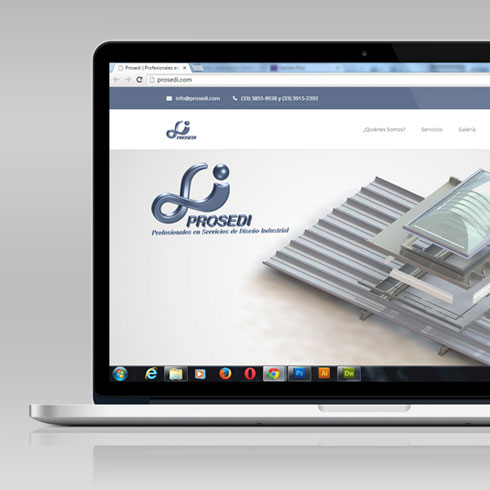 Prosedi | Profesionales e
prosedi.com
info@prosedi.com (33) 3855-8938 y (33) 3915-2393
PROSEDI
¿Quiénes Somos? Servicios Galería
PROSEDI
Profesionales en Servicios de Diseño Industrial
Ps Ai Dw